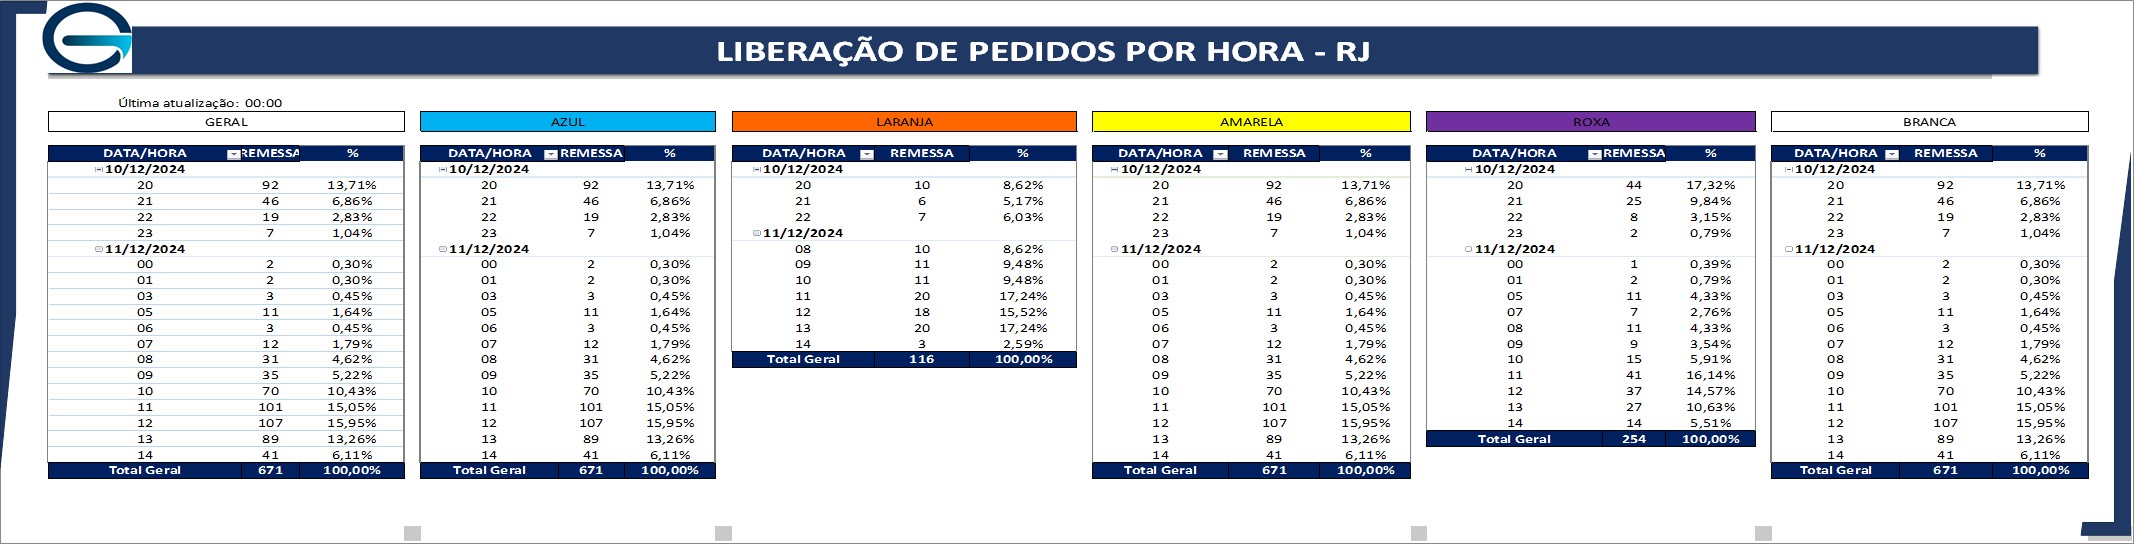 LIBERAÇÃO DE PEDIDOS POR HORA - RJ
Última atualização: 00:00
GERAL
DATA/HORA REMESSA %
10/12/2024
20 92 13,71%
21 46 6,86%
22 19 2,83%
23 7 1,04%
11/12/2024
00 2 0,30%
01 2 0,30%
03 3 0,45%
05 11 1,64%
06 3 0,45%
07 12 1,79%
08 31 4,62%
09 35 5,22%
10 70 10,43%
11 101 15,05%
12 107 15,95%
13 89 13,26%
14 41 6,11%
Total Geral 671 100,00%
AZUL
DATA/HORA REMESSA %
10/12/2024
20 92 13,71%
21 46 6,86%
22 19 2,83%
23 7 1,04%
11/12/2024
00 2 0,30%
01 2 0,30%
03 3 0,45%
05 11 1,64%
06 3 0,45%
07 12 1,79%
08 31 4,62%
09 35 5,22%
10 70 10,43%
11 101 15,05%
12 107 15,95%
13 89 13,26%
14 41 6,11%
Total Geral 671 100,00%
LARANJA
DATA/HORA REMESSA %
10/12/2024
20 10 8,62%
21 6 5,17%
22 7 6,03%
11/12/2024
08 10 8,62%
09 11 9,48%
10 11 9,48%
11 20 17,24%
12 18 15,52%
13 20 17,24%
14 3 2,59%
Total Geral 116 100,00%
AMARELA
DATA/HORA REMESSA %
10/12/2024
20 92 13,71%
21 46 6,86%
22 19 2,83%
23 7 1,04%
11/12/2024
00 2 0,30%
01 2 0,30%
03 3 0,45%
05 11 1,64%
06 3 0,45%
07 12 1,79%
08 31 4,62%
09 35 5,22%
10 70 10,43%
11 101 15,05%
12 107 15,95%
13 89 13,26%
14 41 6,11%
Total Geral 671 100,00%
ROXA
DATA/HORA REMESSA %
10/12/2024
20 44 17,32%
21 25 9,84%
22 8 3,15%
23 2 0,79%
11/12/2024
00 1 0,39%
01 2 0,79%
05 11 4,33%
07 7 2,76%
08 11 4,33%
09 9 3,54%
10 15 5,91%
11 41 16,14%
12 37 14,57%
13 27 10,63%
14 14 5,51%
Total Geral 254 100,00%
BRANCA
DATA/HORA REMESSA %
10/12/2024
20 92 13,71%
21 46 6,86%
22 19 2,83%
23 7 1,04%
11/12/2024
00 2 0,30%
01 2 0,30%
03 3 0,45%
05 11 1,64%
06 3 0,45%
07 12 1,79%
08 31 4,62%
09 35 5,22%
10 70 10,43%
11 101 15,05%
12 107 15,95%
13 89 13,26%
14 41 6,11%
Total Geral 671 100,00%